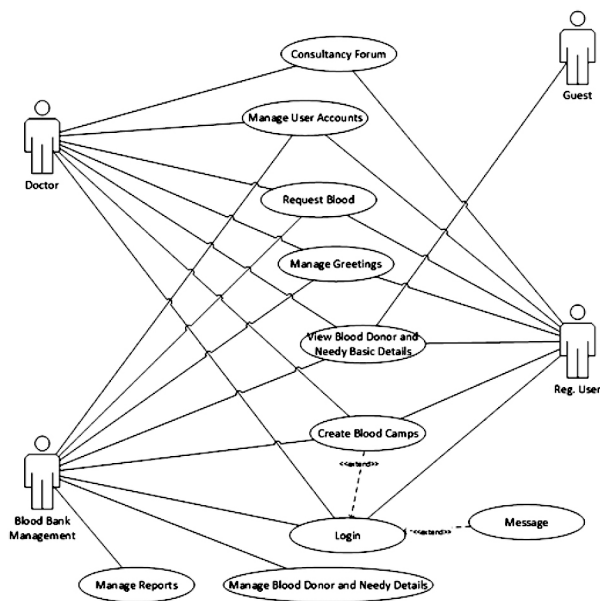 Consultancy Forum
Guest
Manage User Accounts
Doctor
Request Blood
Manage Greetings
View Blood Donor and
Needy Basic Details
Reg. User
Create Blood Camps
<<extend>>
Blood Bank
Management
Login
<<extend>>
Message
Manage Reports
Manage Blood Donor and Needy Details